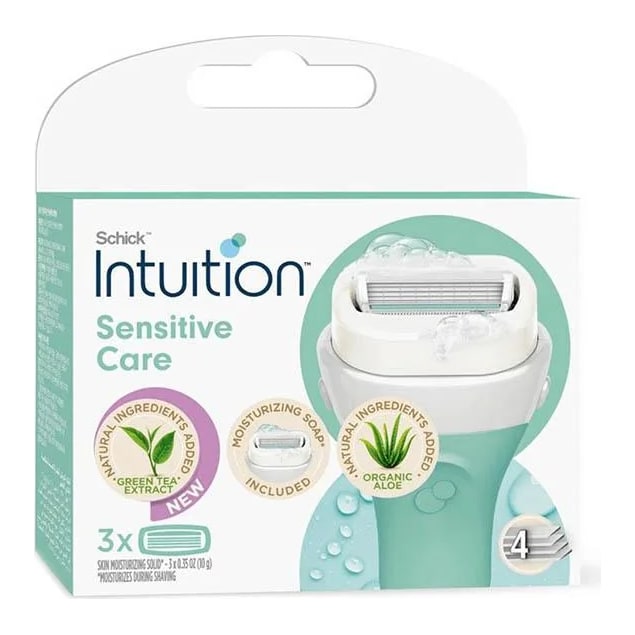 Schick™
Intuition™
Sensitive
Care
NATURAL INGREDIENTS ADDED
"GREEN TEA"
EXTRACT
NEW
MOISTURIZING SOAP*
INCLUDED
NATURAL INGREDIENTS ADDED
ORGANIC
ALOE
3x
4
SKIN MOISTURIZING SOLID* - 3 x 0.35 OZ (10 g)
*MOISTURIZES DURING SHAVING